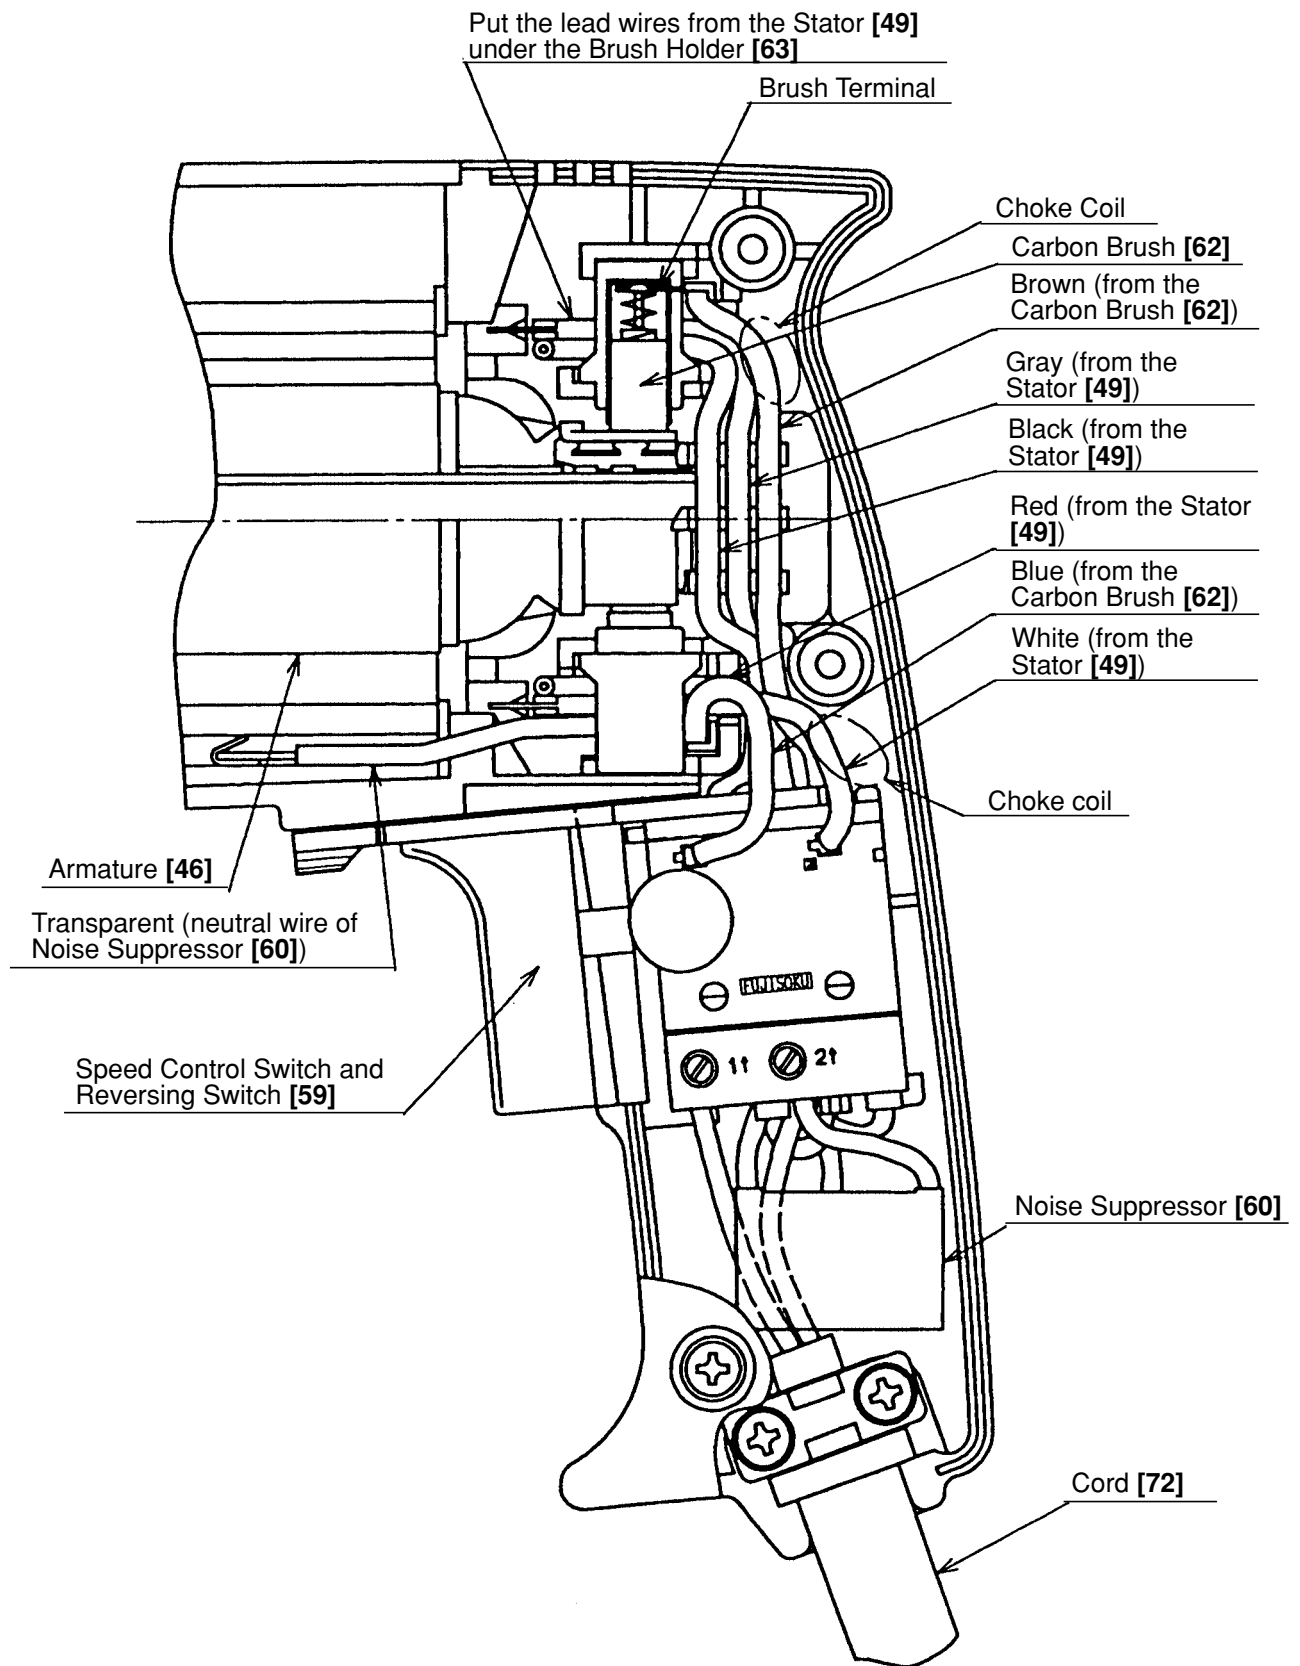 Put the lead wires from the Stator [49]
under the Brush Holder [63]
Brush Terminal
Choke Coil
Carbon Brush [62]
Brown (from the
Carbon Brush [62])
Gray (from the
Stator [49])
Black (from the
Stator [49])
Red (from the Stator
[49])
Blue (from the
Carbon Brush [62])
White (from the
Stator [49])
Choke coil
Armature [46]
Transparent (neutral wire of
Noise Suppressor [60])
FUJISOKU
Speed Control Switch and
Reversing Switch [59]
1↑ 2↑
Noise Suppressor [60]
Cord [72]